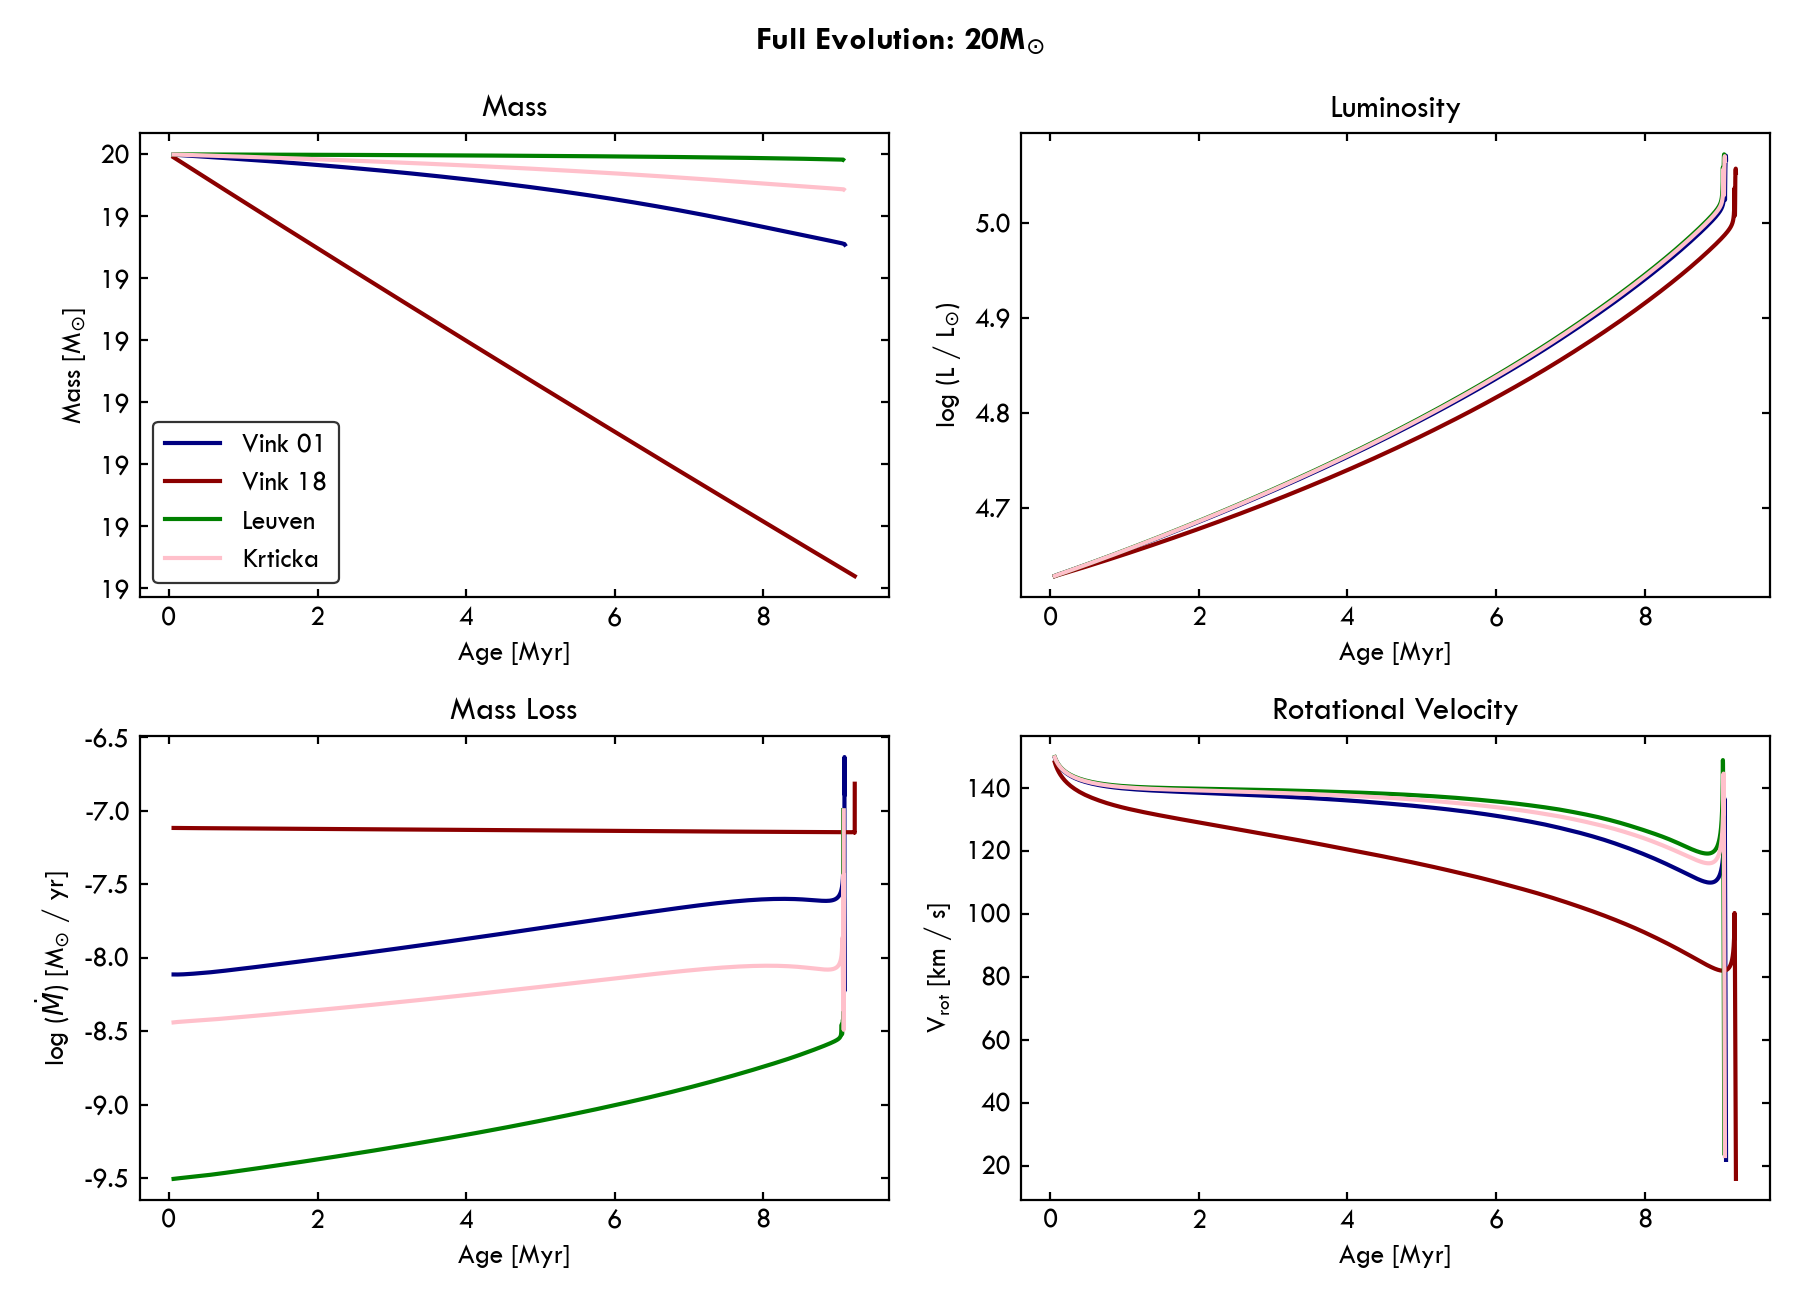 Full Evolution: 20M☉
Mass
Mass [M☉]
20
19
19
19
19
19
19
19
Vink 01
Vink 18
Leuven
Krticka
0 2 4 6 8
Age [Myr]
Luminosity
log (L / L☉)
5.0
4.9
4.8
4.7
0 2 4 6 8
Age [Myr]
Mass Loss
log (Ṁ) [M☉ / yr]
-6.5
-7.0
-7.5
-8.0
-8.5
-9.0
-9.5
0 2 4 6 8
Age [Myr]
Rotational Velocity
Vrot [km / s]
140
120
100
80
60
40
20
0 2 4 6 8
Age [Myr]